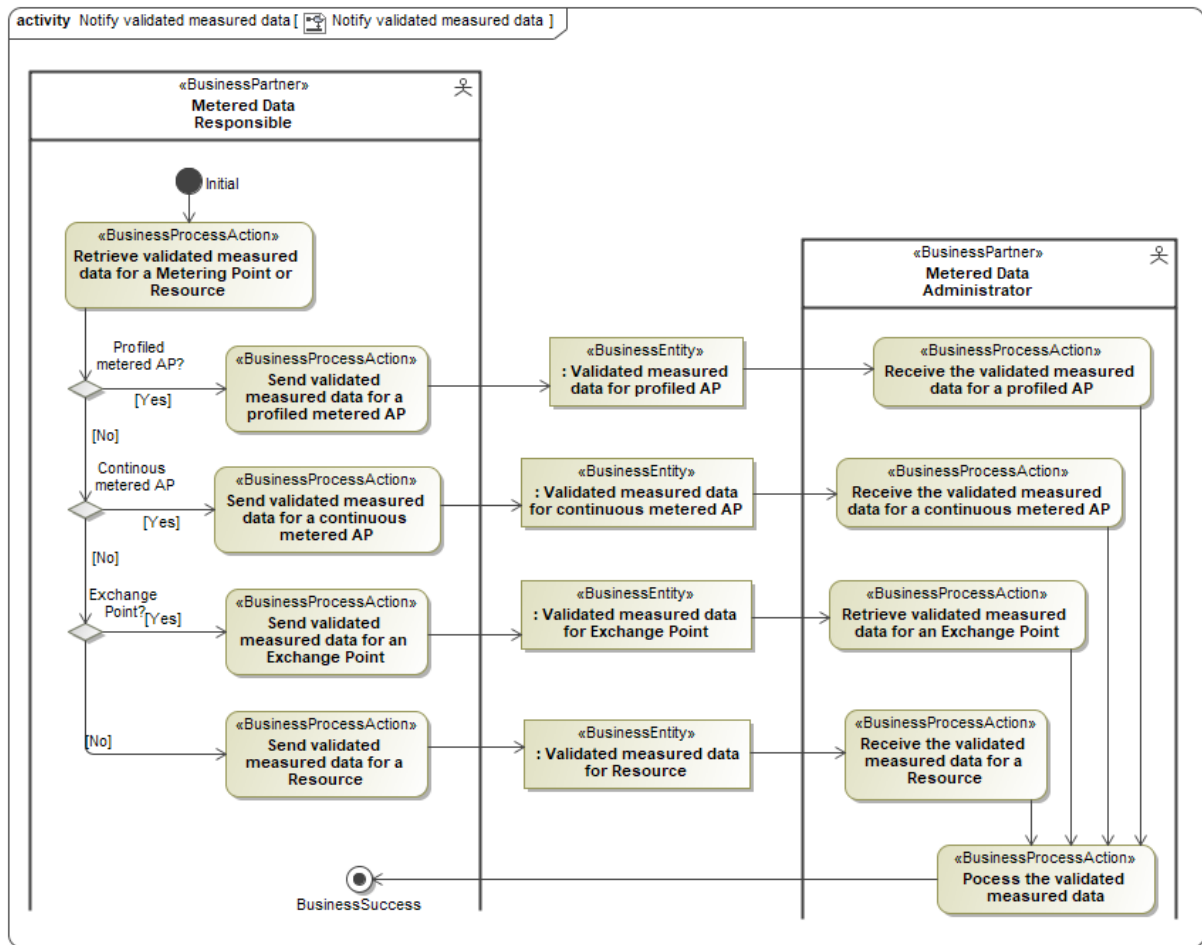 activity Notify validated measured data [ Notify validated measured data ]
«BusinessPartner»
Metered Data
Responsible
Initial
«BusinessProcessAction»
Retrieve validated measured
data for a Metering Point or
Resource
«BusinessPartner»
Metered Data
Administrator
Profiled
metered AP?
[Yes]
[No]
«BusinessProcessAction»
Send validated
measured data for a
profiled metered AP
«BusinessEntity»
: Validated measured
data for profiled AP
«BusinessProcessAction»
Receive the validated measured
data for a profiled AP
Continous
metered AP
[Yes]
[No]
«BusinessProcessAction»
Send validated measured
data for a continuous
metered AP
«BusinessEntity»
: Validated measured data
for continuous metered AP
«BusinessProcessAction»
Receive the validated measured
data for a continuous metered AP
Exchange
Point?
[Yes]
[No]
«BusinessProcessAction»
Send validated
measured data for an
Exchange Point
«BusinessEntity»
: Validated measured data
for Exchange Point
«BusinessProcessAction»
Retrieve validated measured
data for an Exchange Point
«BusinessProcessAction»
Send validated
measured data for a
Resource
«BusinessEntity»
: Validated measured data
for Resource
«BusinessProcessAction»
Receive the validated
measured data for a
Resource
«BusinessProcessAction»
Pocess the validated
measured data
BusinessSuccess